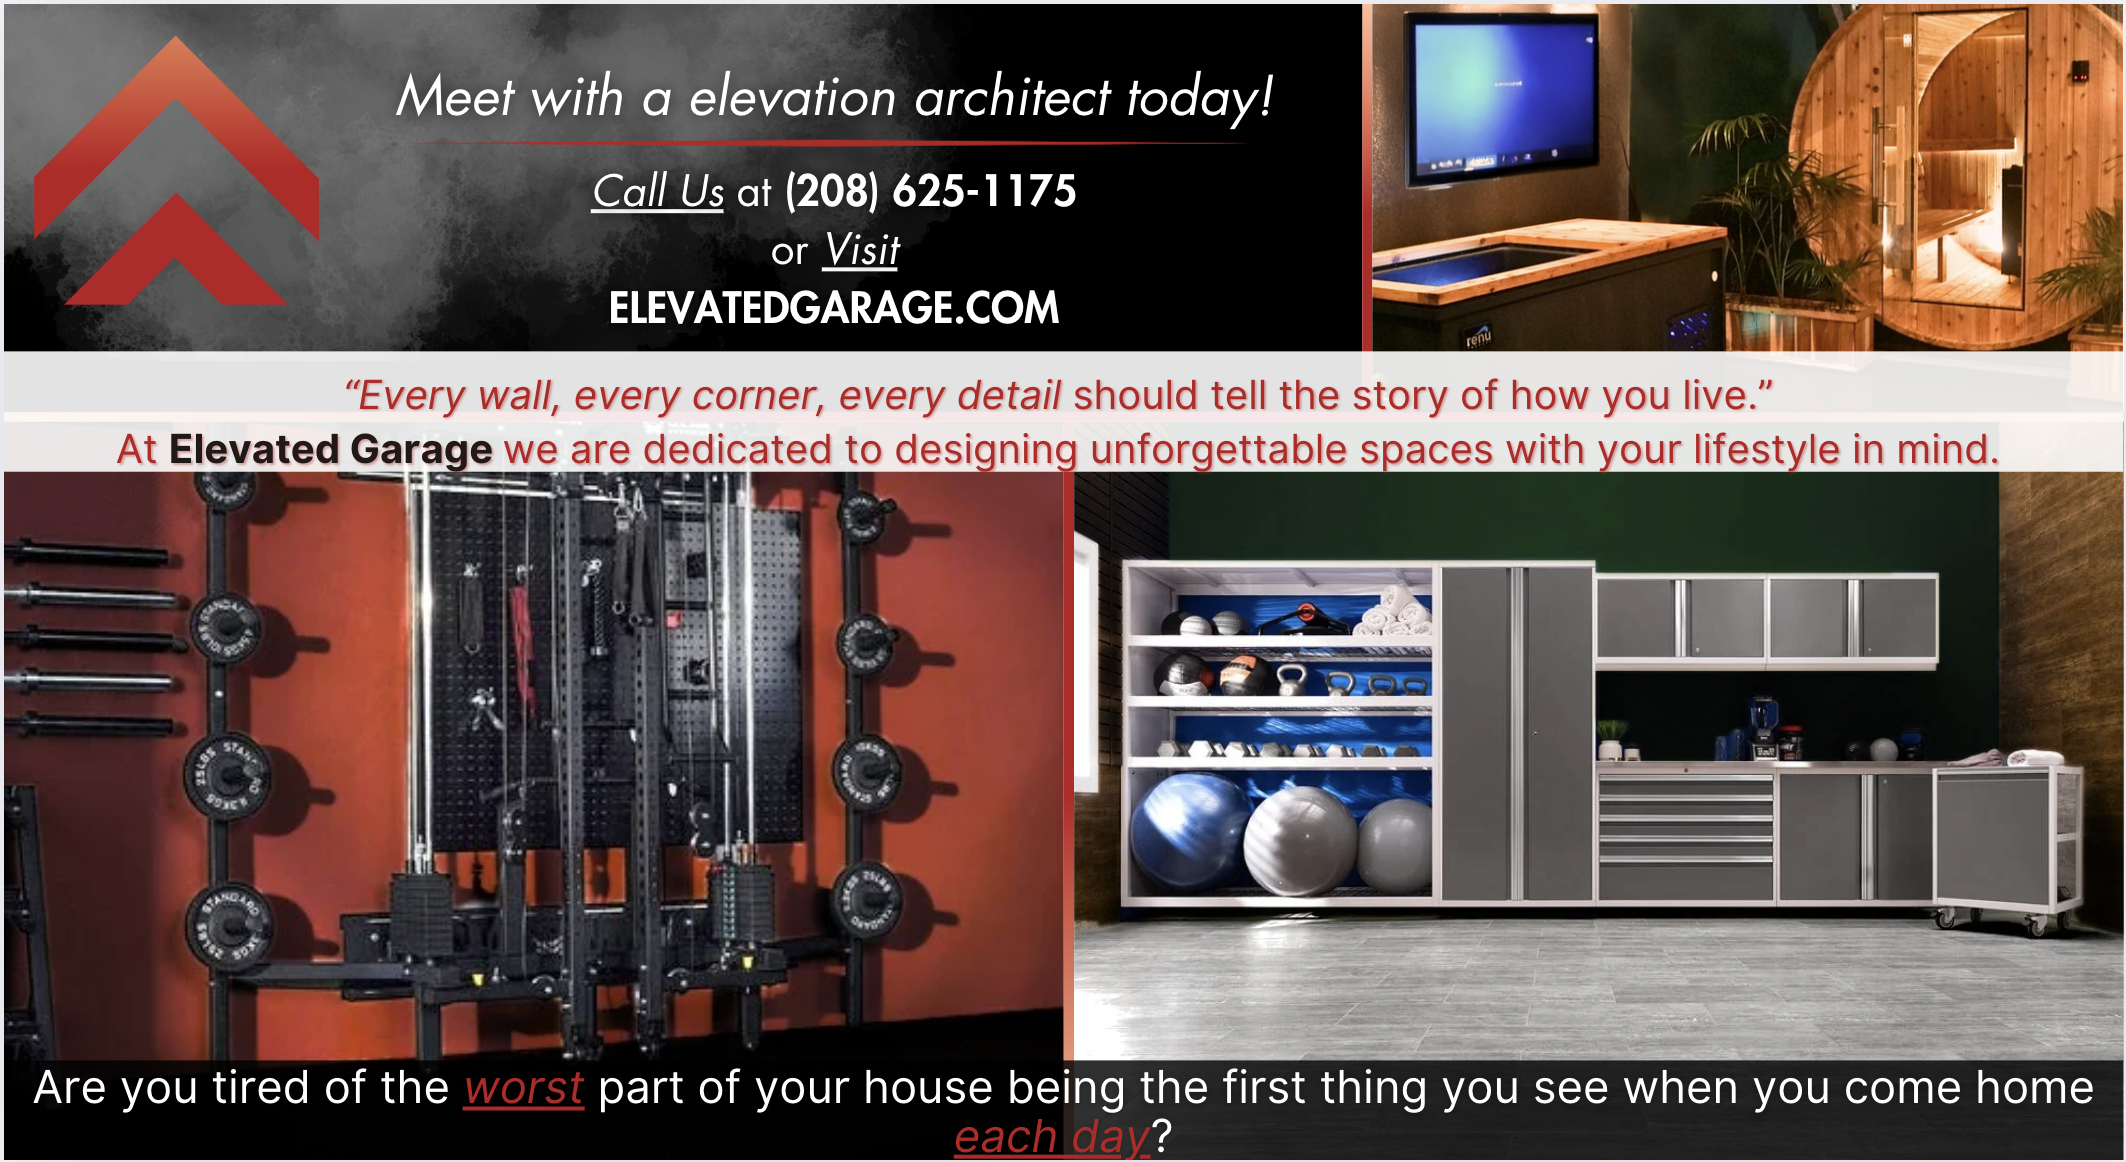 Meet with a elevation architect today!
Call Us at (208) 625-1175
or Visit
ELEVATEDGARAGE.COM
renu
“Every wall, every corner, every detail should tell the story of how you live.”
At Elevated Garage we are dedicated to designing unforgettable spaces with your lifestyle in mind.
STANDARD
Are you tired of the worst part of your house being the first thing you see when you come home
each day?